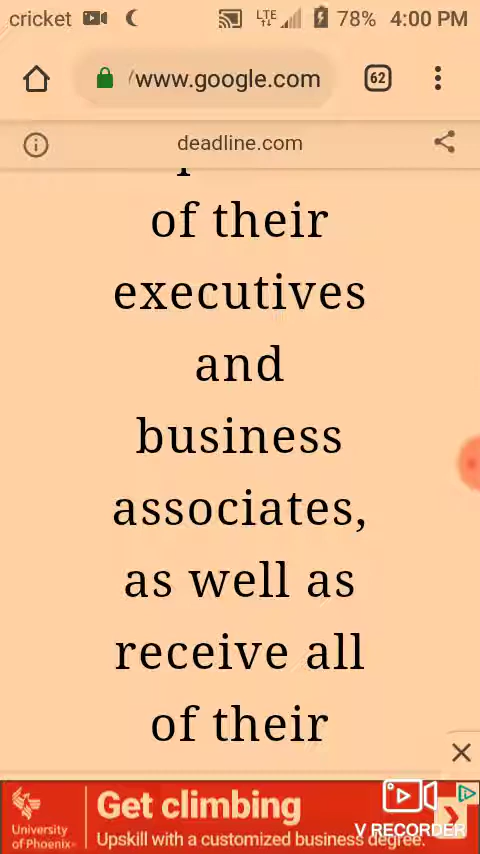 cricket LTE 78% 4:00 PM
/www.google.com 62
deadline.com
of their
executives
and
business
associates,
as well as
receive all
of their
Get climbing
University
of Phoenix
Upskill with a customized business degree.
V RECORDER